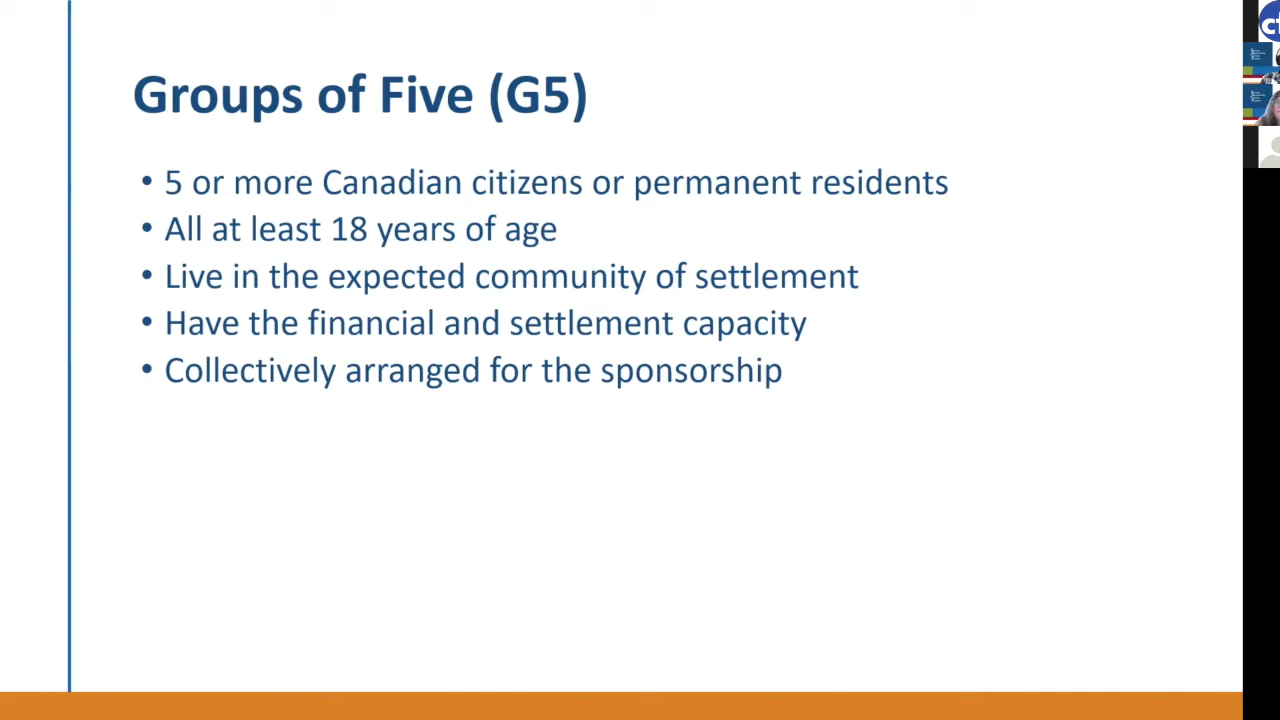 Groups of Five (G5)
• 5 or more Canadian citizens or permanent residents
• All at least 18 years of age
• Live in the expected community of settlement
• Have the financial and settlement capacity
• Collectively arranged for the sponsorship